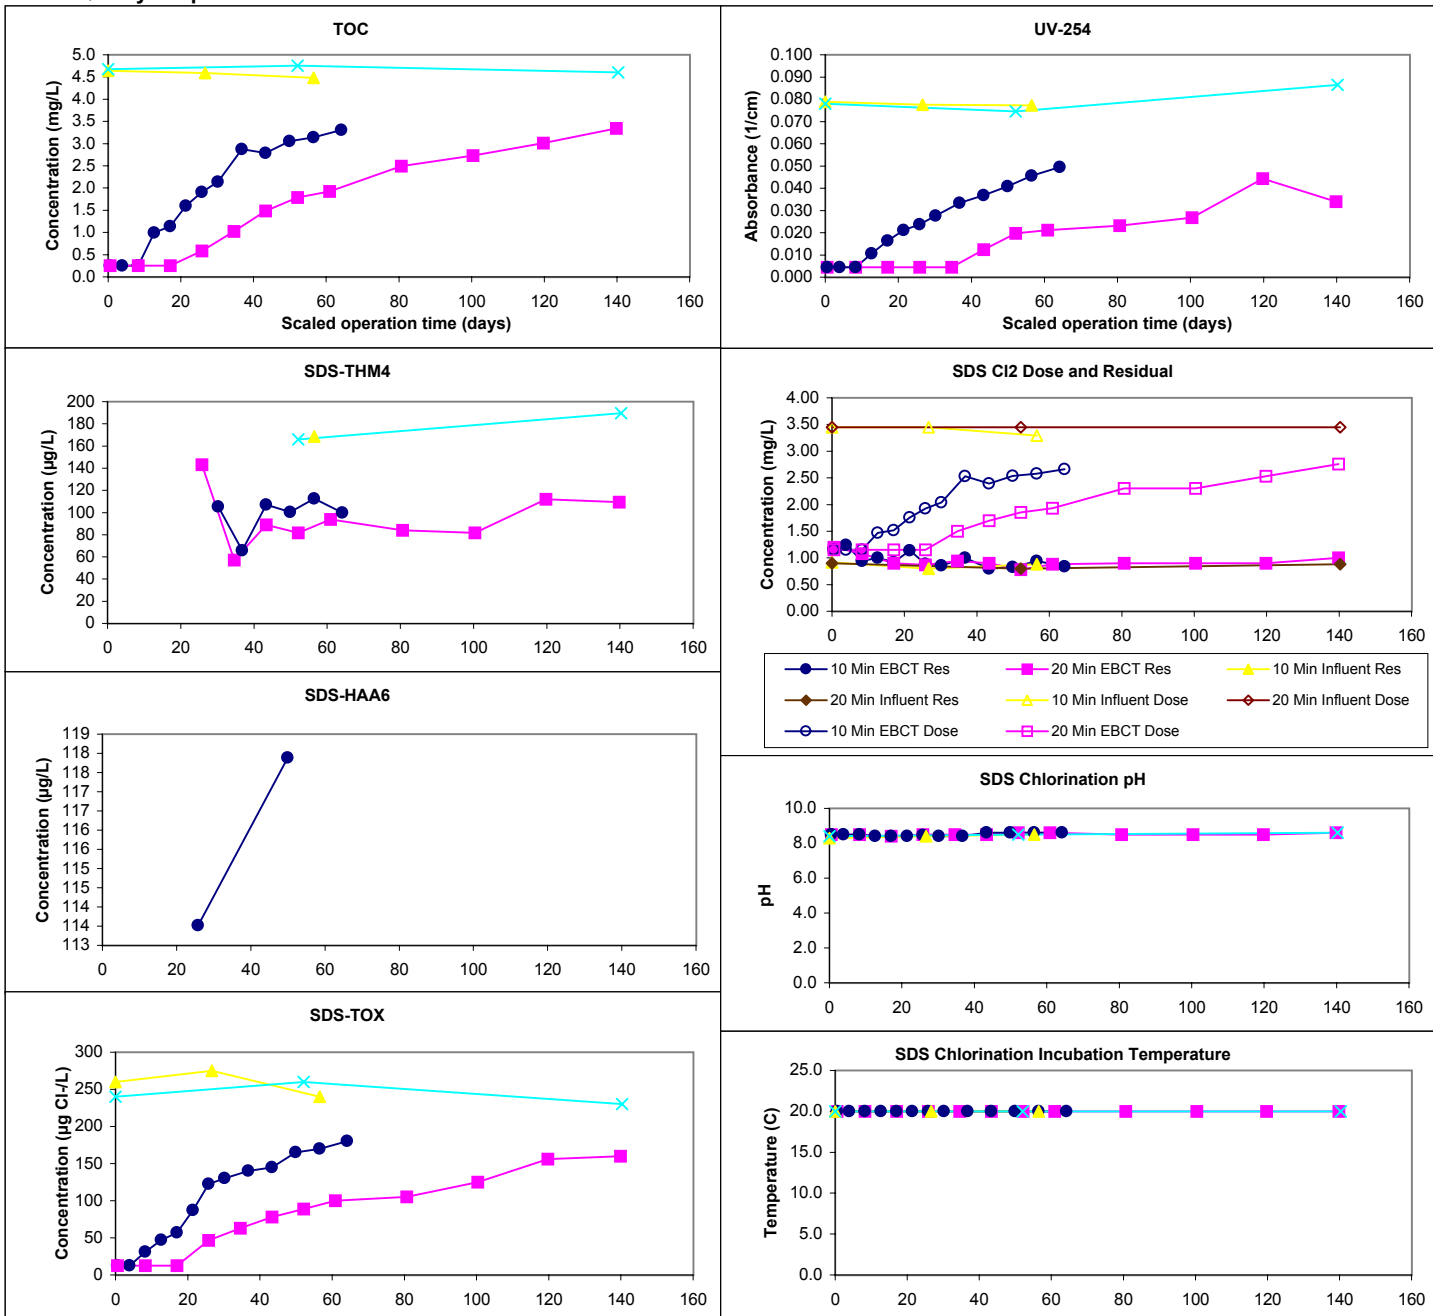 TOC
5.0
4.5
4.0
3.5
3.0
2.5
2.0
1.5
1.0
0.5
0.0
Concentration (mg/L)
0 20 40 60 80 100 120 140 160
Scaled operation time (days)
UV-254
0.100
0.090
0.080
0.070
0.060
0.050
0.040
0.030
0.020
0.010
0.000
Absorbance (1/cm)
0 20 40 60 80 100 120 140 160
Scaled operation time (days)
SDS-THM4
200
180
160
140
120
100
80
60
40
20
0
Concentration (µg/L)
0 20 40 60 80 100 120 140 160
SDS Cl2 Dose and Residual
4.00
3.50
3.00
2.50
2.00
1.50
1.00
0.50
0.00
Concentration (mg/L)
0 20 40 60 80 100 120 140 160
10 Min EBCT Res 20 Min EBCT Res 10 Min Influent Res
20 Min Influent Res 10 Min Influent Dose 20 Min Influent Dose
10 Min EBCT Dose 20 Min EBCT Dose
SDS-HAA6
119
118
118
117
117
116
116
115
115
114
114
113
Concentration (µg/L)
0 20 40 60 80 100 120 140 160
SDS Chlorination pH
10.0
8.0
6.0
4.0
2.0
0.0
pH
0 20 40 60 80 100 120 140 160
SDS-TOX
300
250
200
150
100
50
0
Concentration (µg Cl-/L)
0 20 40 60 80 100 120 140 160
SDS Chlorination Incubation Temperature
25.0
20.0
15.0
10.0
5.0
0.0
Temperature (C)
0 20 40 60 80 100 120 140 160